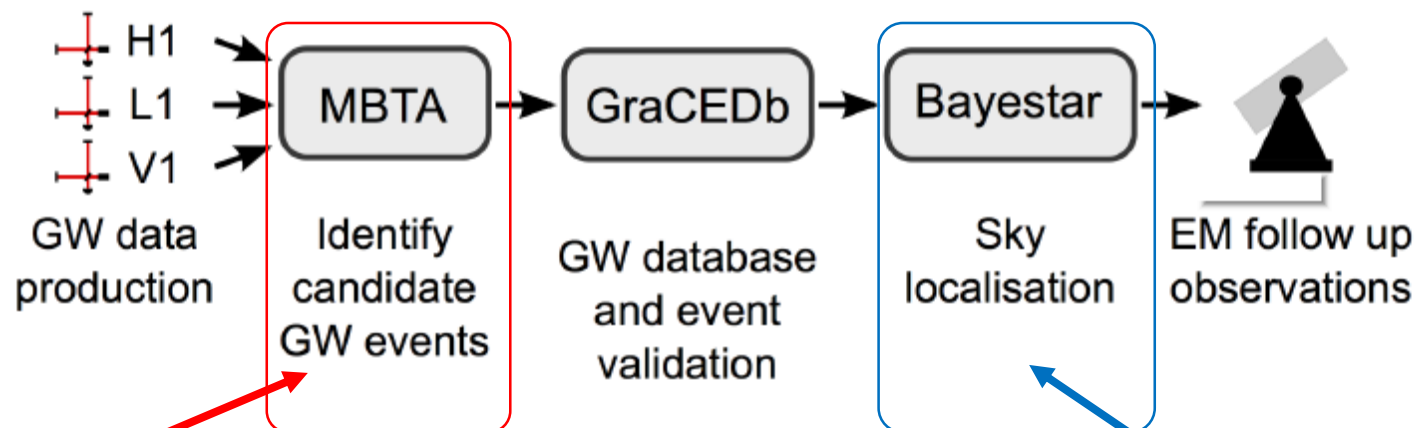 H1
L1
V1
MBTA
GraCEDb
Bayestar
GW data
production
Identify
candidate
GW events
GW database
and event
validation
Sky
localisation
EM follow up
observations